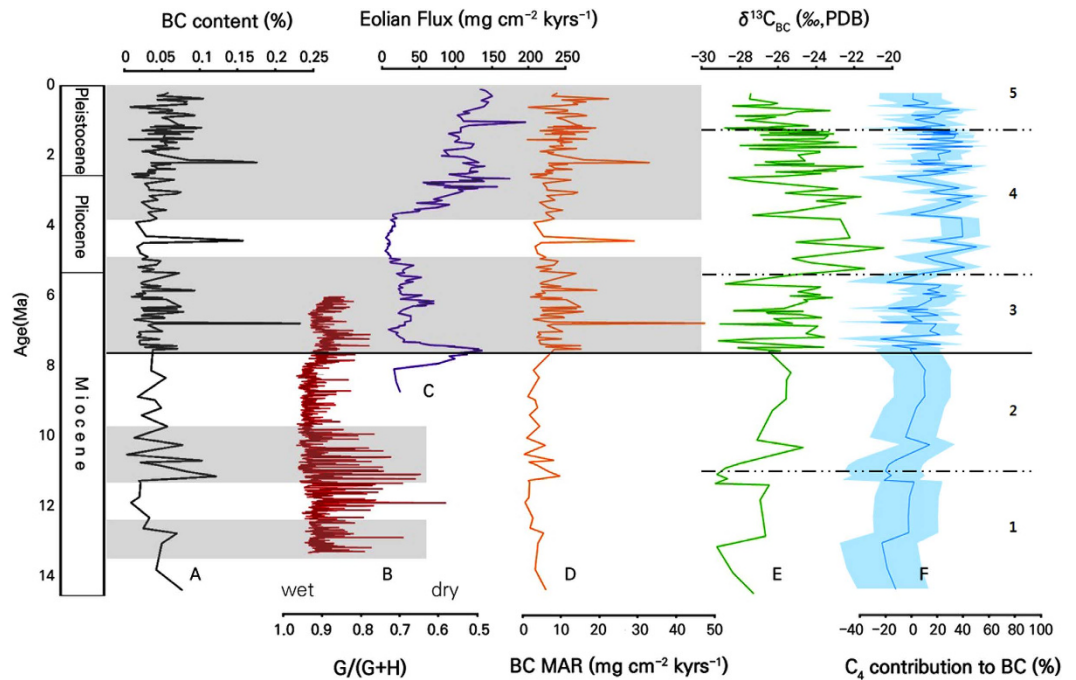 BC content (%)
Eolian Flux (mg cm⁻² kyrs⁻¹)
δ¹³C_BC (‰,PDB)
0 0.05 0.1 0.15 0.2 0.25
0 50 100 150 200 250
−30 −28 −26 −24 −22 −20
Age(Ma)
0
2
4
6
8
10
12
14
Pleistocene
Pliocene
Miocene
5
4
3
2
1
A
B
C
D
E
F
wet
dry
1.0 0.9 0.8 0.7 0.6 0.5
0 10 20 30 40 50
−40 0 20 60 80 100
G/(G+H)
BC MAR (mg cm⁻² kyrs⁻¹)
C₄ contribution to BC (%)